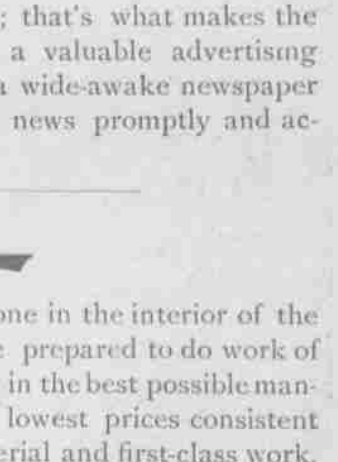 ; that's what makes the
a valuable advertising
a wide-awake newspaper
news promptly and ac-
one in the interior of the
prepared to do work of
in the best possible man-
lowest prices consistent
erial and first-class work.